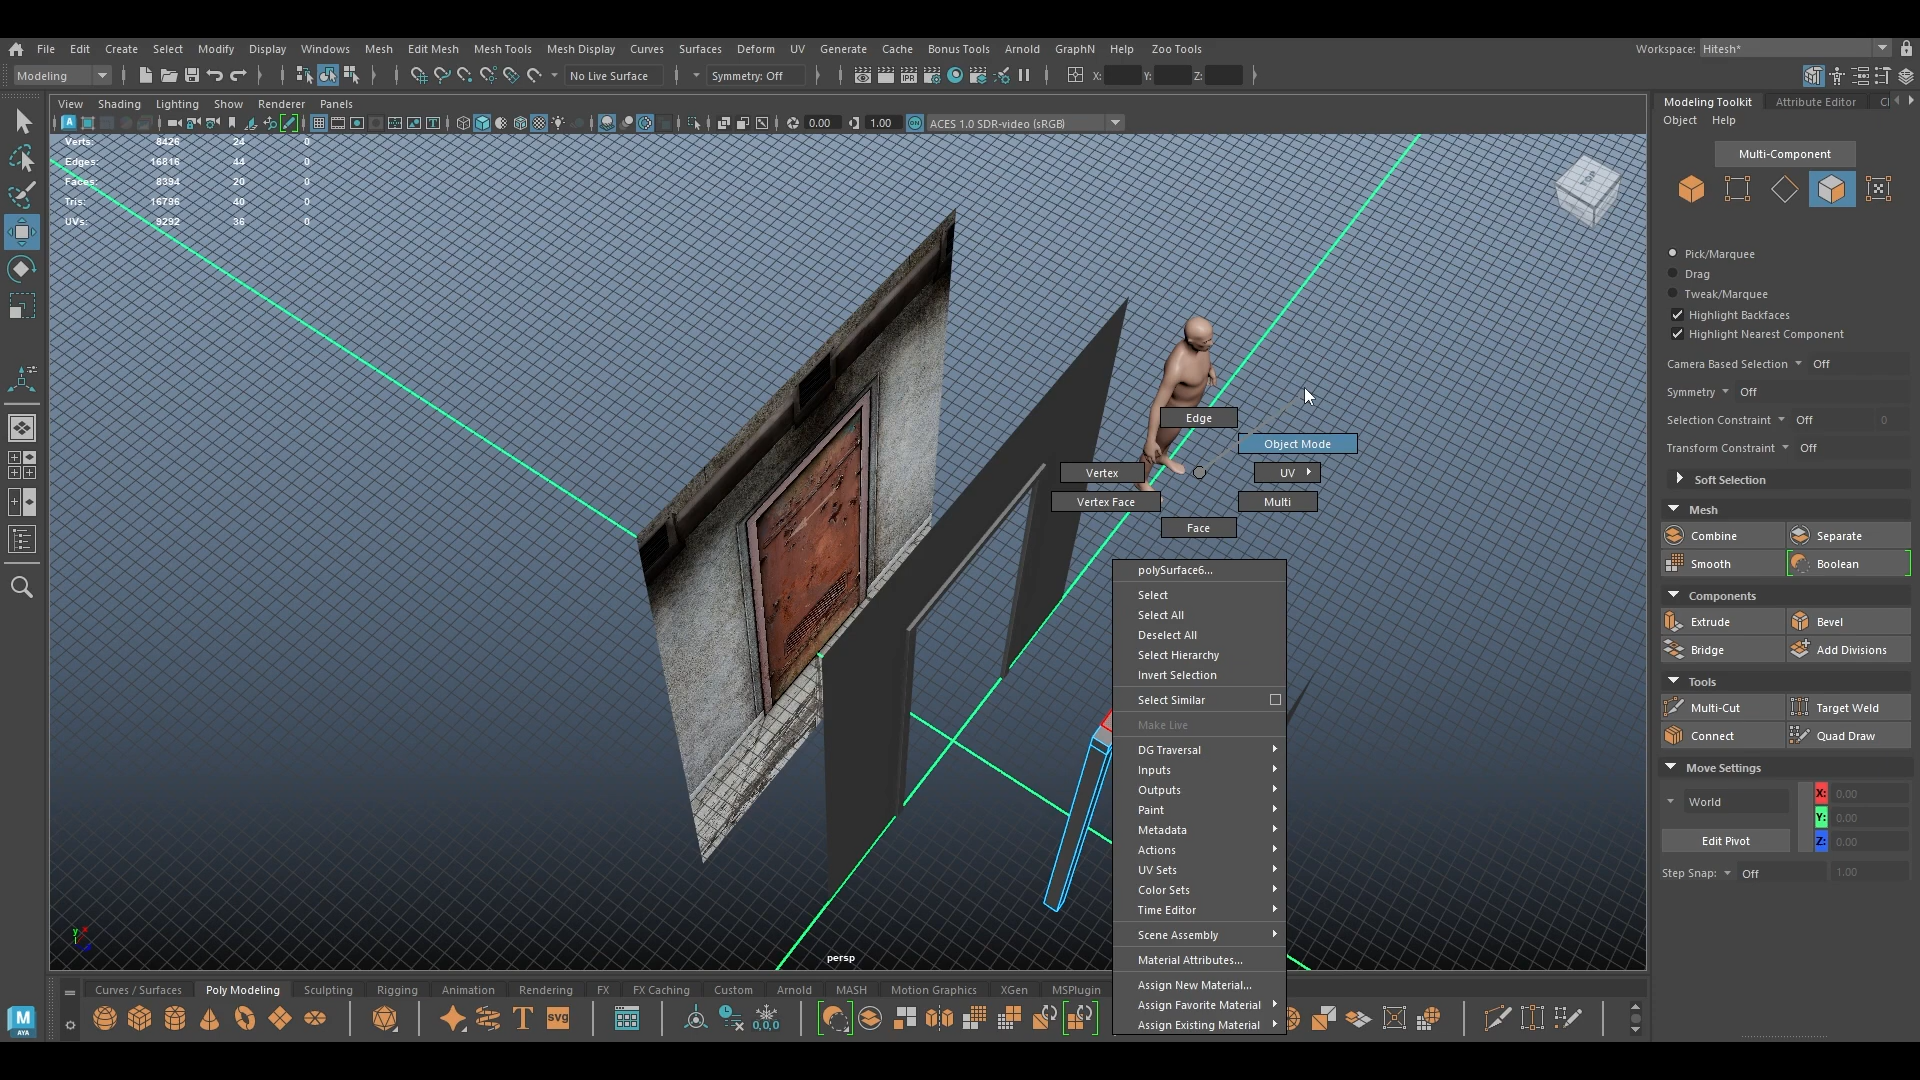 File Edit Create Select Modify Display Windows Mesh Edit Mesh Mesh Tools Mesh Display Curves Surfaces Deform UV Generate Cache Bonus Tools Arnold GraphN Help Zoo Tools Workspace: Hitesh*
Modeling No Live Surface Symmetry: Off IPR X: Y: Z:
View Shading Lighting Show Renderer Panels
0.00 1.00 ON ACES 1.0 SDR-video (sRGB)
Verts: 8426 24 0
Edges: 16816 44 0
Faces: 8394 20 0
Tris: 16796 40 0
UVs: 9292 36 0
TOP
Edge
Object Mode
Vertex
UV
Vertex Face
Multi
Face
polySurface6...
Select
Select All
Deselect All
Select Hierarchy
Invert Selection
Select Similar
Make Live
DG Traversal
Inputs
Outputs
Paint
Metadata
Actions
UV Sets
Color Sets
Time Editor
Scene Assembly
Material Attributes...
Assign New Material...
Assign Favorite Material
Assign Existing Material
persp
Modeling Toolkit Attribute Editor
Object Help
Multi-Component
Pick/Marquee
Drag
Tweak/Marquee
Highlight Backfaces
Highlight Nearest Component
Camera Based Selection Off
Symmetry Off
Selection Constraint Off 0
Transform Constraint Off
Soft Selection
Mesh
Combine Separate
Smooth Boolean
Components
Extrude Bevel
Bridge Add Divisions
Tools
Multi-Cut Target Weld
Connect Quad Draw
Move Settings
World X: 0.00
Y: 0.00
Edit Pivot Z: 0.00
Step Snap: Off 1.00
Curves / Surfaces Poly Modeling Sculpting Rigging Animation Rendering FX FX Caching Custom Arnold MASH Motion Graphics XGen MSPlugin
M
AYA
T svg 0,0,0